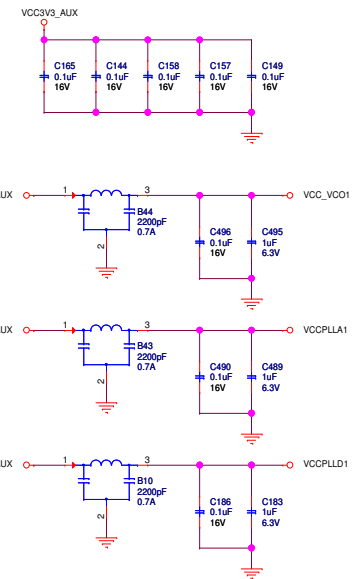 VCC3V3_AUX
C165 C144 C158 C157 C149
0.1uF 0.1uF 0.1uF 0.1uF 0.1uF
16V 16V 16V 16V 16V
UX 1 3 VCC_VCO1
B44 C496 C495
2200pF 0.1uF 1uF
0.7A 16V 6.3V
2
UX 1 3 VCCPLLA1
B43 C490 C489
2200pF 0.1uF 1uF
0.7A 16V 6.3V
2
UX 1 3 VCCPLLD1
B10 C186 C183
2200pF 0.1uF 1uF
0.7A 16V 6.3V
2